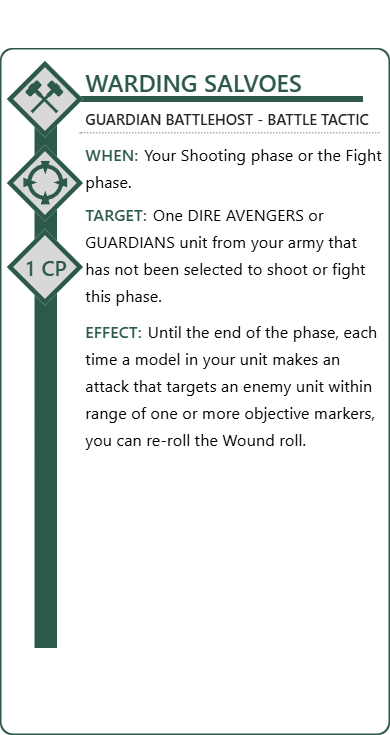 WARDING SALVOES
GUARDIAN BATTLEHOST - BATTLE TACTIC
WHEN: Your Shooting phase or the Fight
phase.
TARGET: One DIRE AVENGERS or
GUARDIANS unit from your army that
has not been selected to shoot or fight
this phase.
1 CP
EFFECT: Until the end of the phase, each
time a model in your unit makes an
attack that targets an enemy unit within
range of one or more objective markers,
you can re-roll the Wound roll.